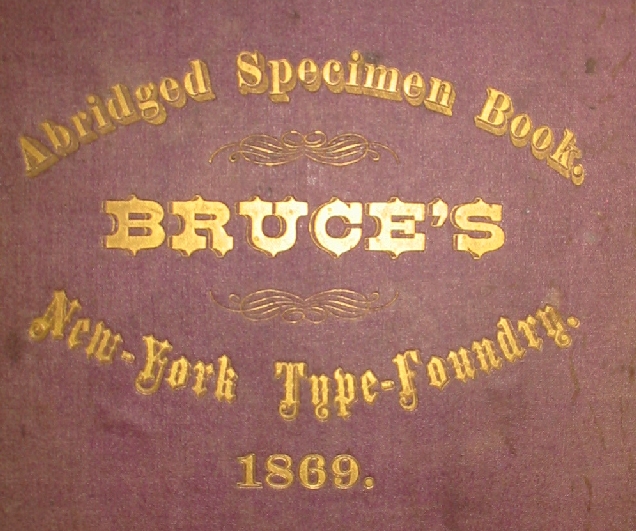 Abridged Specimen Book.
BRUCE'S
New-York Type-Foundry.
1869.